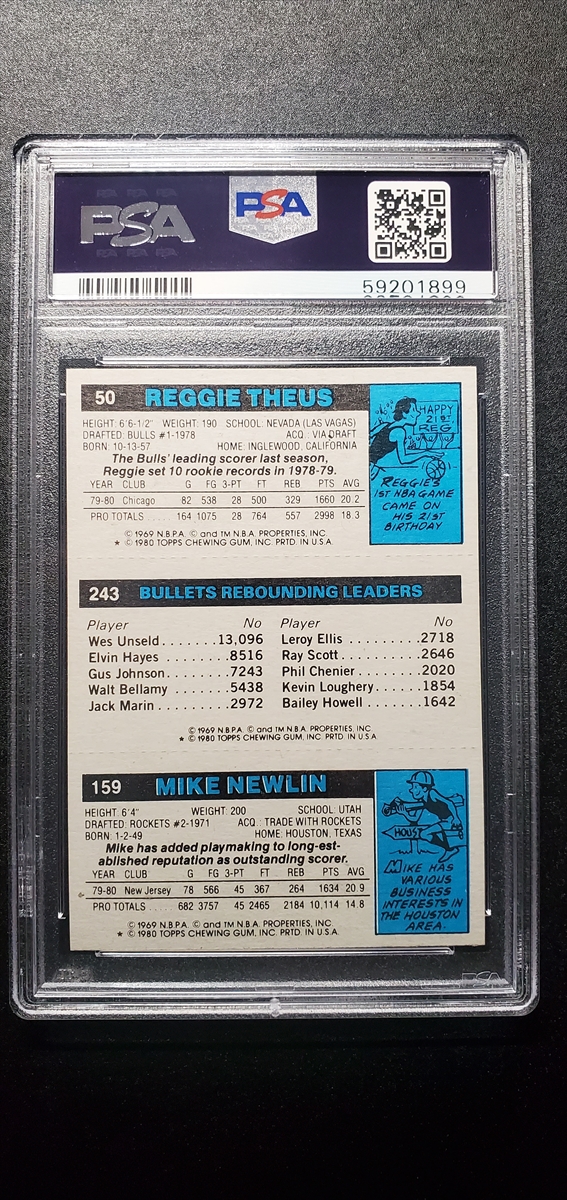 PSA
PSA
59201899
50 REGGIE THEUS
HEIGHT: 6'6-1/2" WEIGHT: 190 SCHOOL: NEVADA (LAS VAGAS)
DRAFTED: BULLS #1-1978 ACQ.: VIA DRAFT
BORN: 10-13-57 HOME: INGLEWOOD, CALIFORNIA
The Bulls' leading scorer last season,
Reggie set 10 rookie records in 1978-79.
YEAR CLUB G FG 3-PT FT REB PTS AVG
79-80 Chicago 82 538 28 500 329 1660 20.2
PRO TOTALS ..... 164 1075 28 764 557 2998 18.3
© 1969 N.B.P.A. © and TM N.B.A. PROPERTIES, INC.
★ © 1980 TOPPS CHEWING GUM, INC. PRTD. IN U.S.A.
HAPPY
21ST
REG
REGGIE'S
1ST NBA GAME
CAME ON
HIS 21ST
BIRTHDAY
243 BULLETS REBOUNDING LEADERS
Player No Player No
Wes Unseld.......13,096 Leroy Ellis.........2718
Elvin Hayes ........8516 Ray Scott..........2646
Gus Johnson.......7243 Phil Chenier........2020
Walt Bellamy ......5438 Kevin Loughery.....1854
Jack Marin ........2972 Bailey Howell ......1642
© 1969 N.B.P.A. © and TM N.B.A. PROPERTIES, INC.
★ © 1980 TOPPS CHEWING GUM, INC. PRTD. IN U.S.A.
159 MIKE NEWLIN
HEIGHT: 6'4" WEIGHT: 200 SCHOOL: UTAH
DRAFTED: ROCKETS #2-1971 ACQ.: TRADE WITH ROCKETS
BORN: 1-2-49 HOME: HOUSTON, TEXAS
Mike has added playmaking to long-est-
ablished reputation as outstanding scorer.
YEAR CLUB G FG 3-PT FT REB PTS AVG
79-80 New Jersey 78 566 45 367 264 1634 20.9
PRO TOTALS ..... 682 3757 45 2465 2184 10,114 14.8
© 1969 N.B.P.A. © and TM N.B.A. PROPERTIES, INC.
★ © 1980 TOPPS CHEWING GUM, INC. PRTD. IN U.S.A.
HOUST
MIKE HAS
VARIOUS
BUSINESS
INTERESTS IN
THE HOUSTON
AREA.
PSA